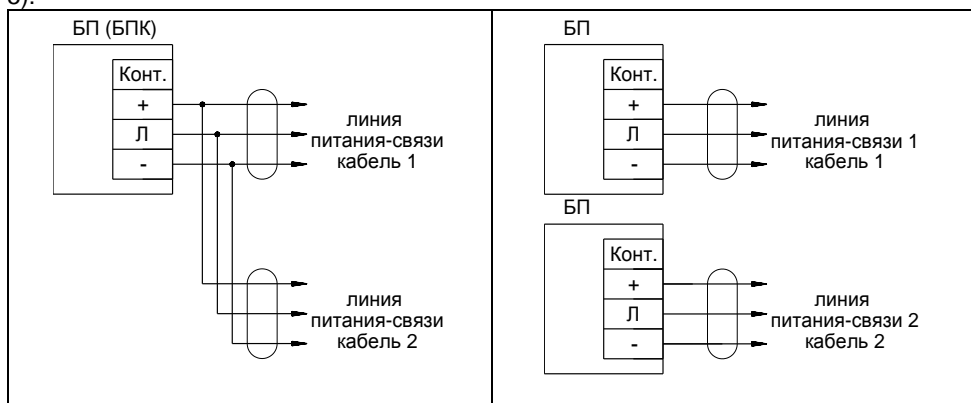 БП (БПК)
Конт.
+
Л
-
линия
питания-связи
кабель 1
линия
питания-связи
кабель 2
БП
Конт.
+
Л
-
линия
питания-связи 1
кабель 1
БП
Конт.
+
Л
-
линия
питания-связи 2
кабель 2